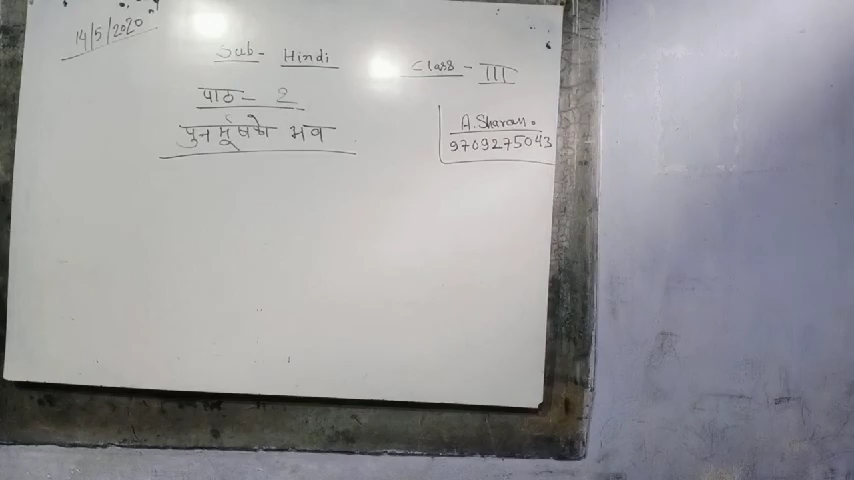 14/5/2020
Sub- Hindi
Class - III
पाठ - 2
पुनर्मूषको भव
A. Sharan.
9709275043